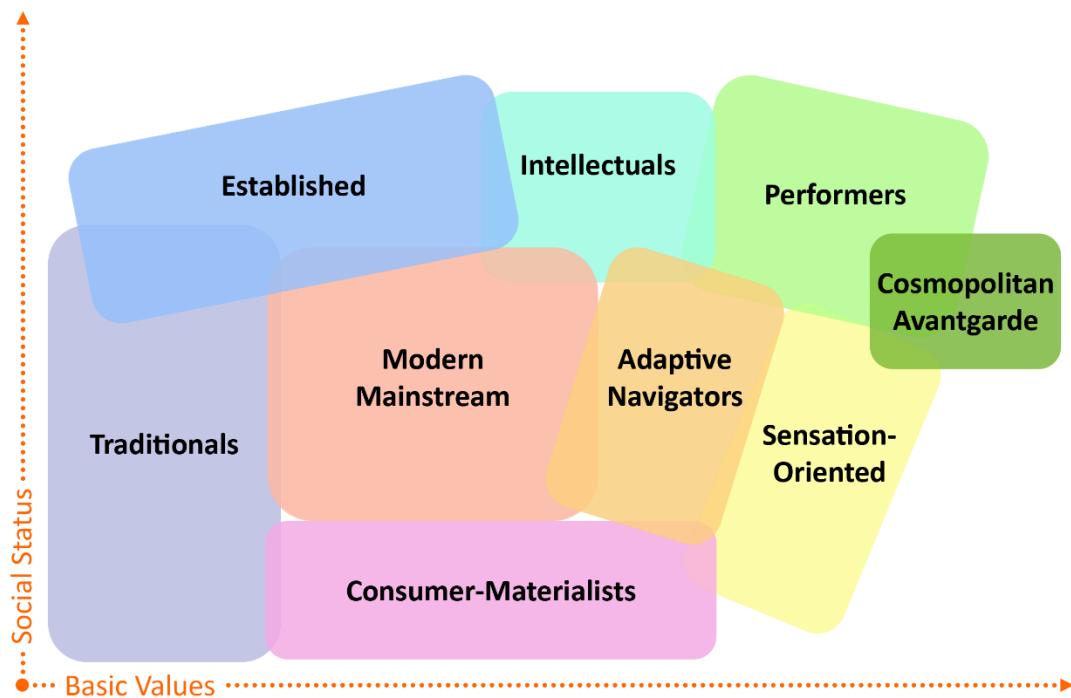 Intellectuals
Established
Performers
Cosmopolitan
Avantgarde
Modern
Mainstream
Adaptive
Navigators
Traditionals
Sensation-
Oriented
Consumer-Materialists
Social Status
Basic Values